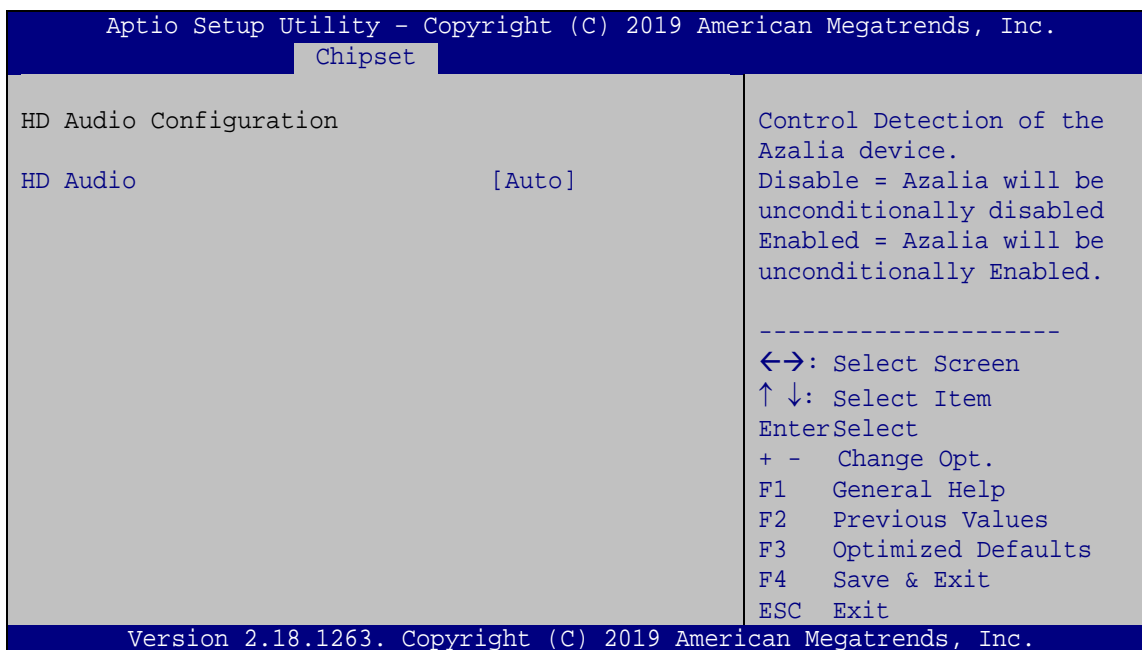 Aptio Setup Utility – Copyright (C) 2019 American Megatrends, Inc.
Chipset
HD Audio Configuration
HD Audio [Auto]
Control Detection of the
Azalia device.
Disable = Azalia will be
unconditionally disabled
Enabled = Azalia will be
unconditionally Enabled.
---------------------
←→: Select Screen
↑ ↓: Select Item
EnterSelect
+ - Change Opt.
F1 General Help
F2 Previous Values
F3 Optimized Defaults
F4 Save & Exit
ESC Exit
Version 2.18.1263. Copyright (C) 2019 American Megatrends, Inc.